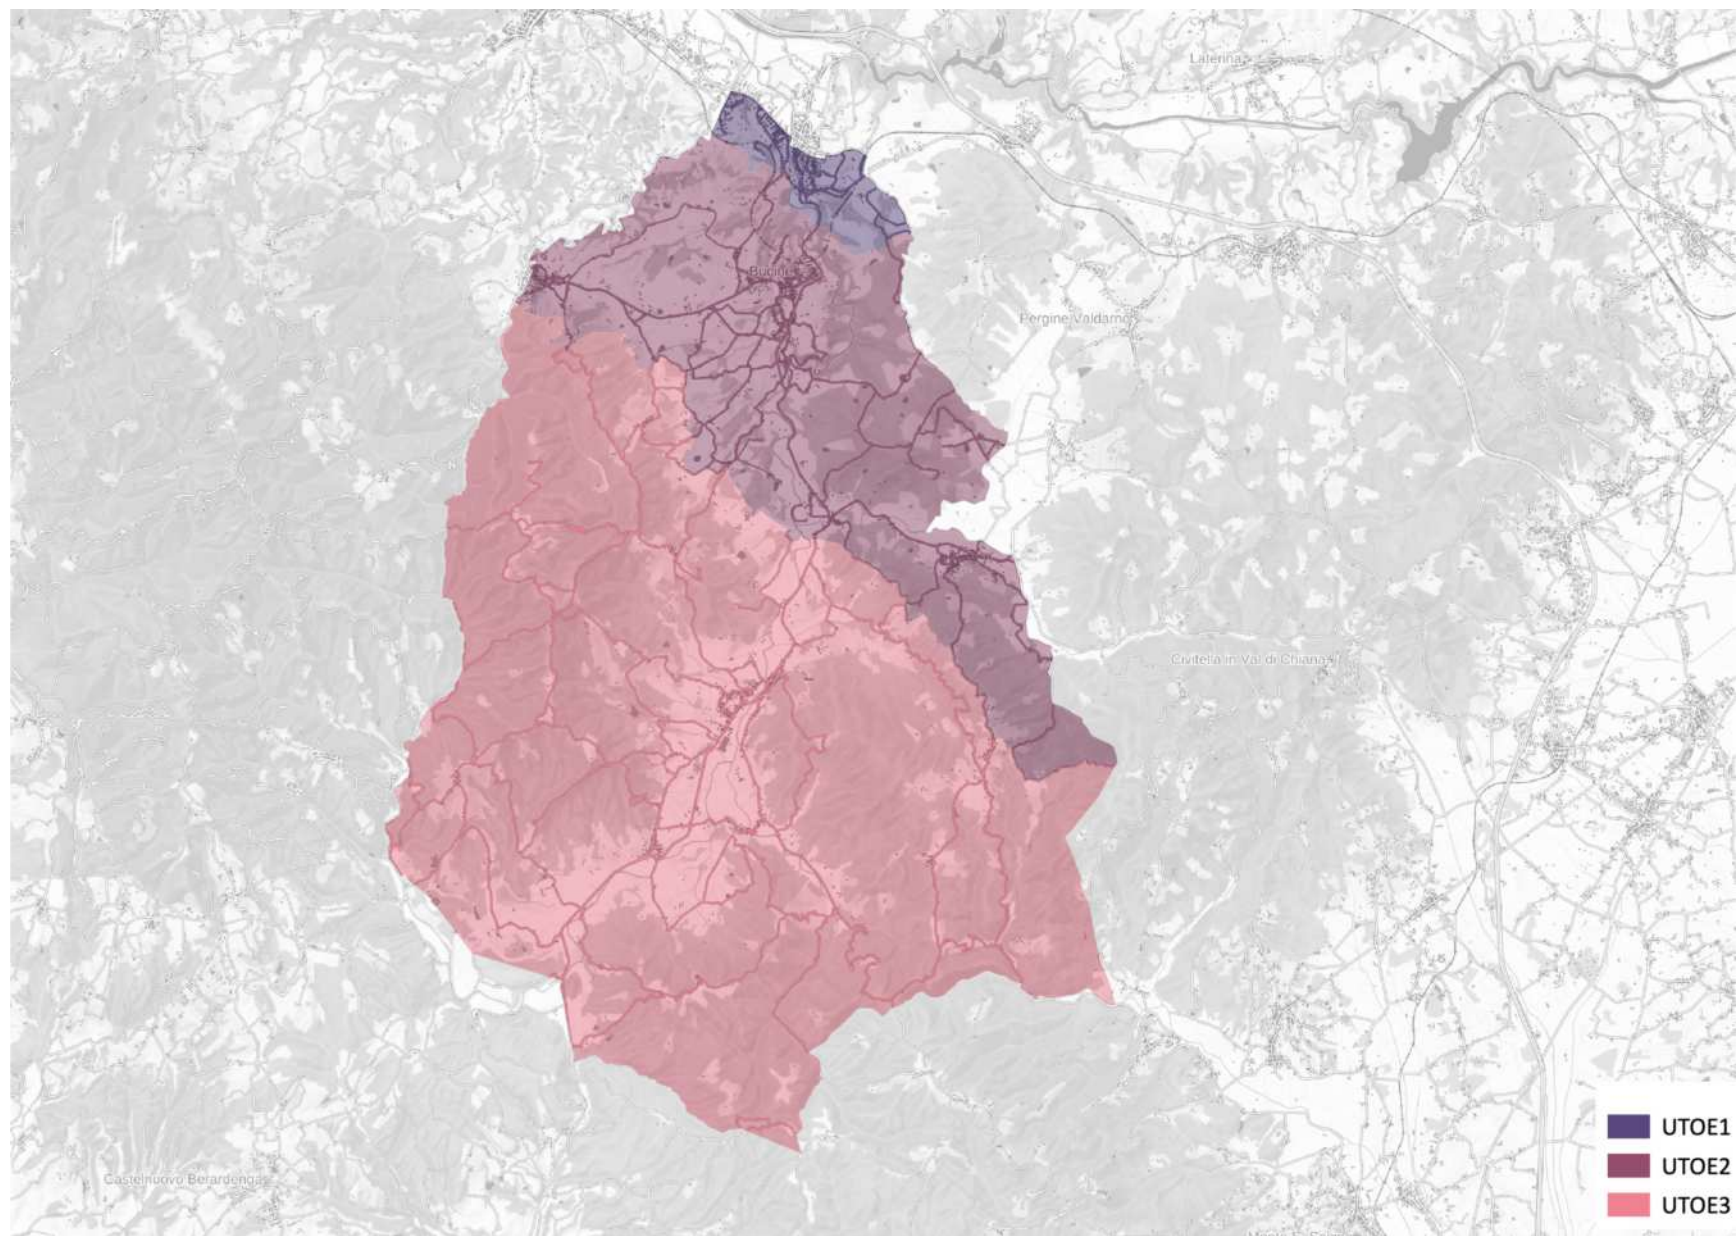 Laterina
Bucine
Pergine Valdarno
Civitella in Val di Chiana
Castelnuovo Berardenga
UTOE1
UTOE2
UTOE3